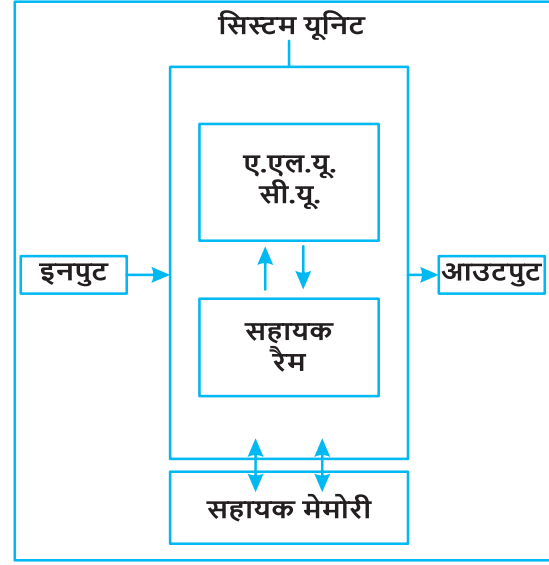 सिस्टम यूनिट
ए.एल.यू.
सी.यू.
इनपुट
आउटपुट
सहायक
रैम
सहायक मेमोरी